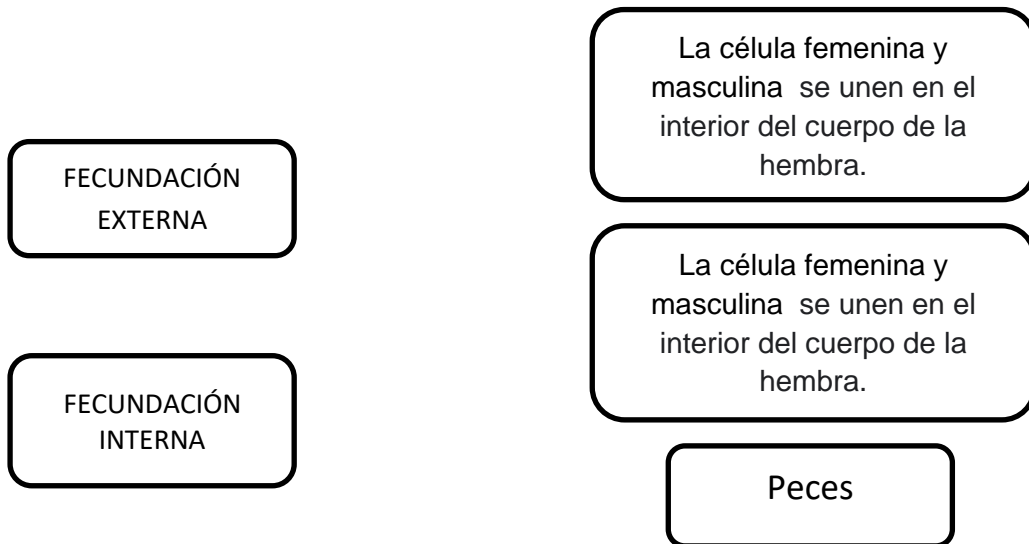 FECUNDACIÓN
EXTERNA
FECUNDACIÓN
INTERNA
La célula femenina y
masculina se unen en el
interior del cuerpo de la
hembra.
La célula femenina y
masculina se unen en el
interior del cuerpo de la
hembra.
Peces